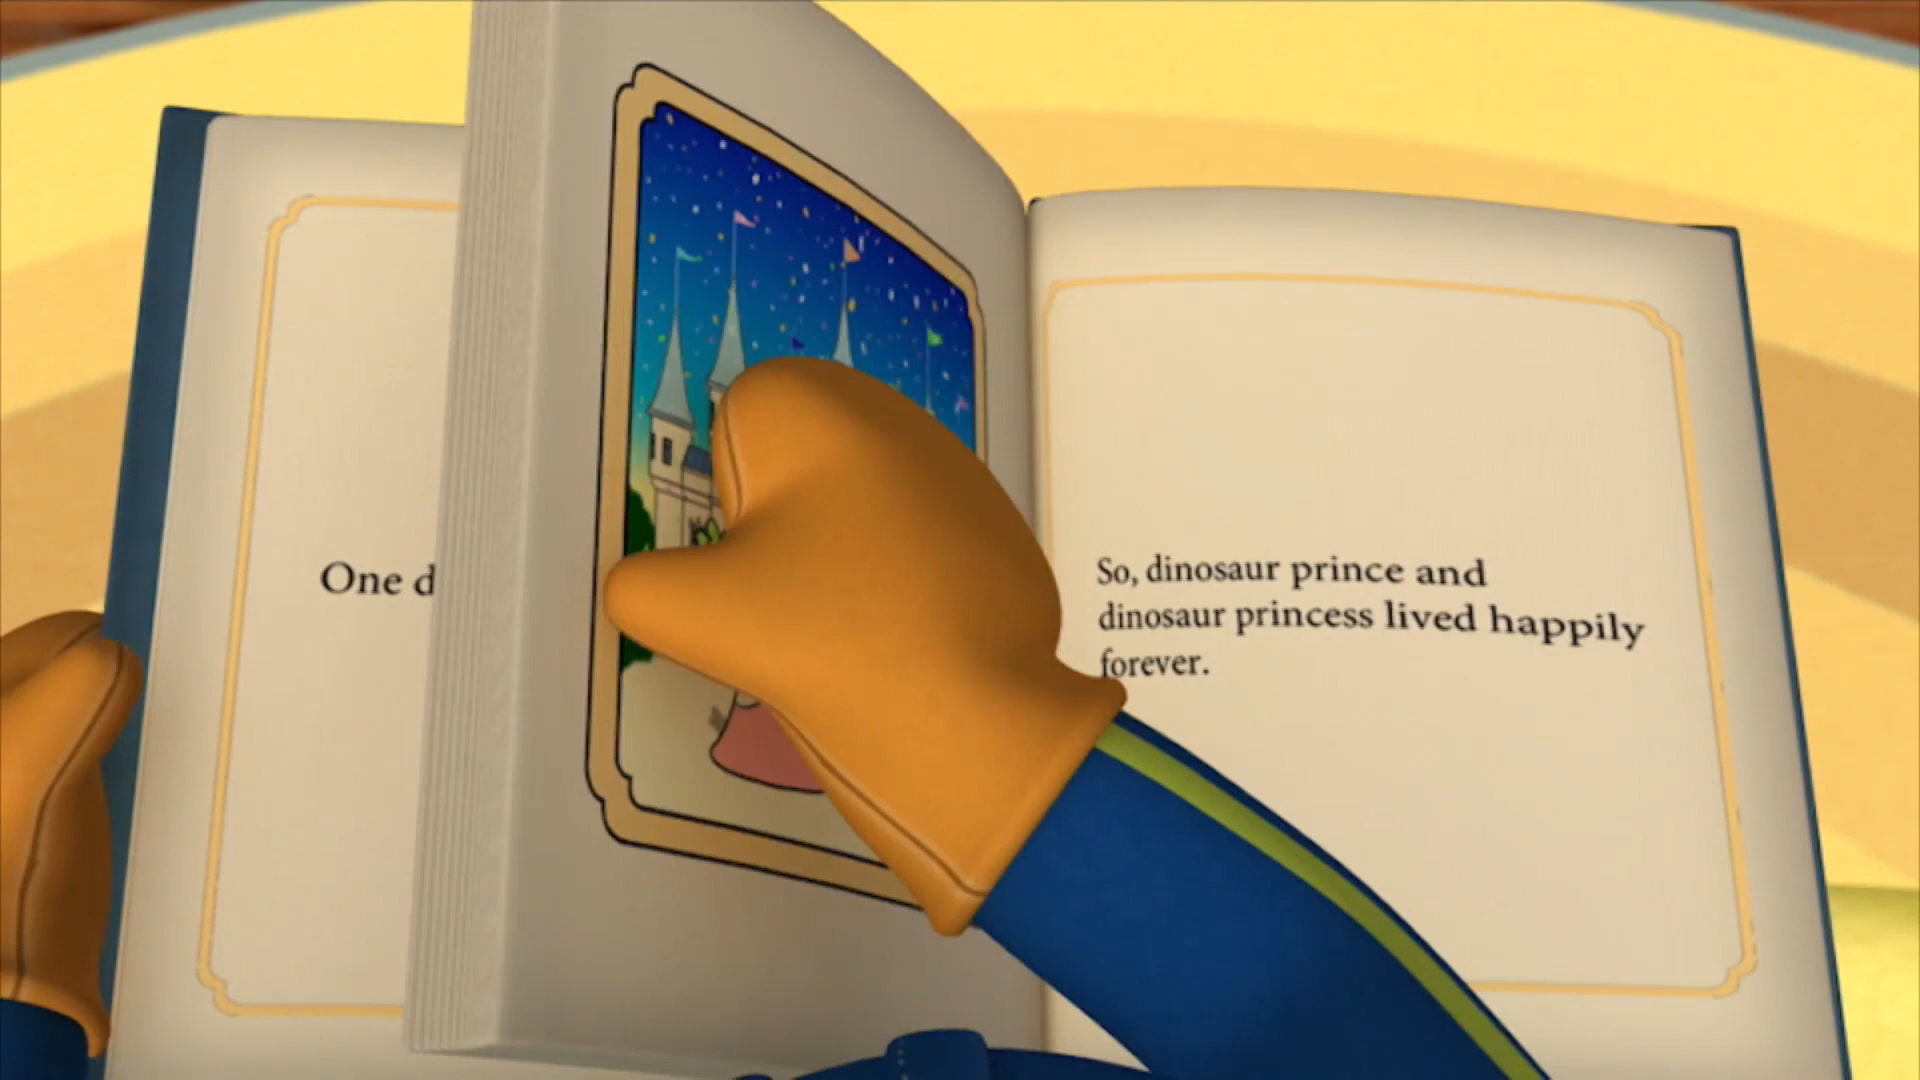 One d
So, dinosaur prince and
dinosaur princess lived happily
forever.